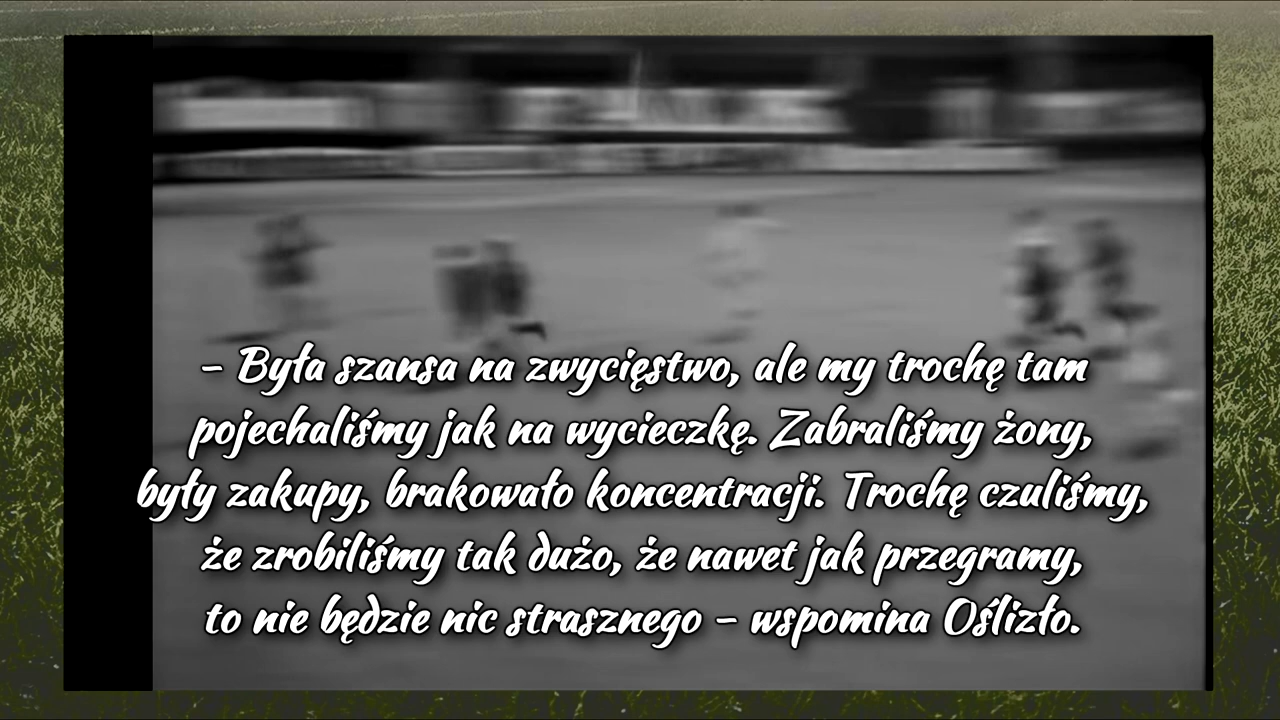 – Była szansa na zwycięstwo, ale my trochę tam
pojechaliśmy jak na wycieczkę. Zabraliśmy żony,
były zakupy, brakowało koncentracji. Trochę czuliśmy,
że zrobiliśmy tak dużo, że nawet jak przegramy,
to nie będzie nic strasznego – wspomina Oślizło.